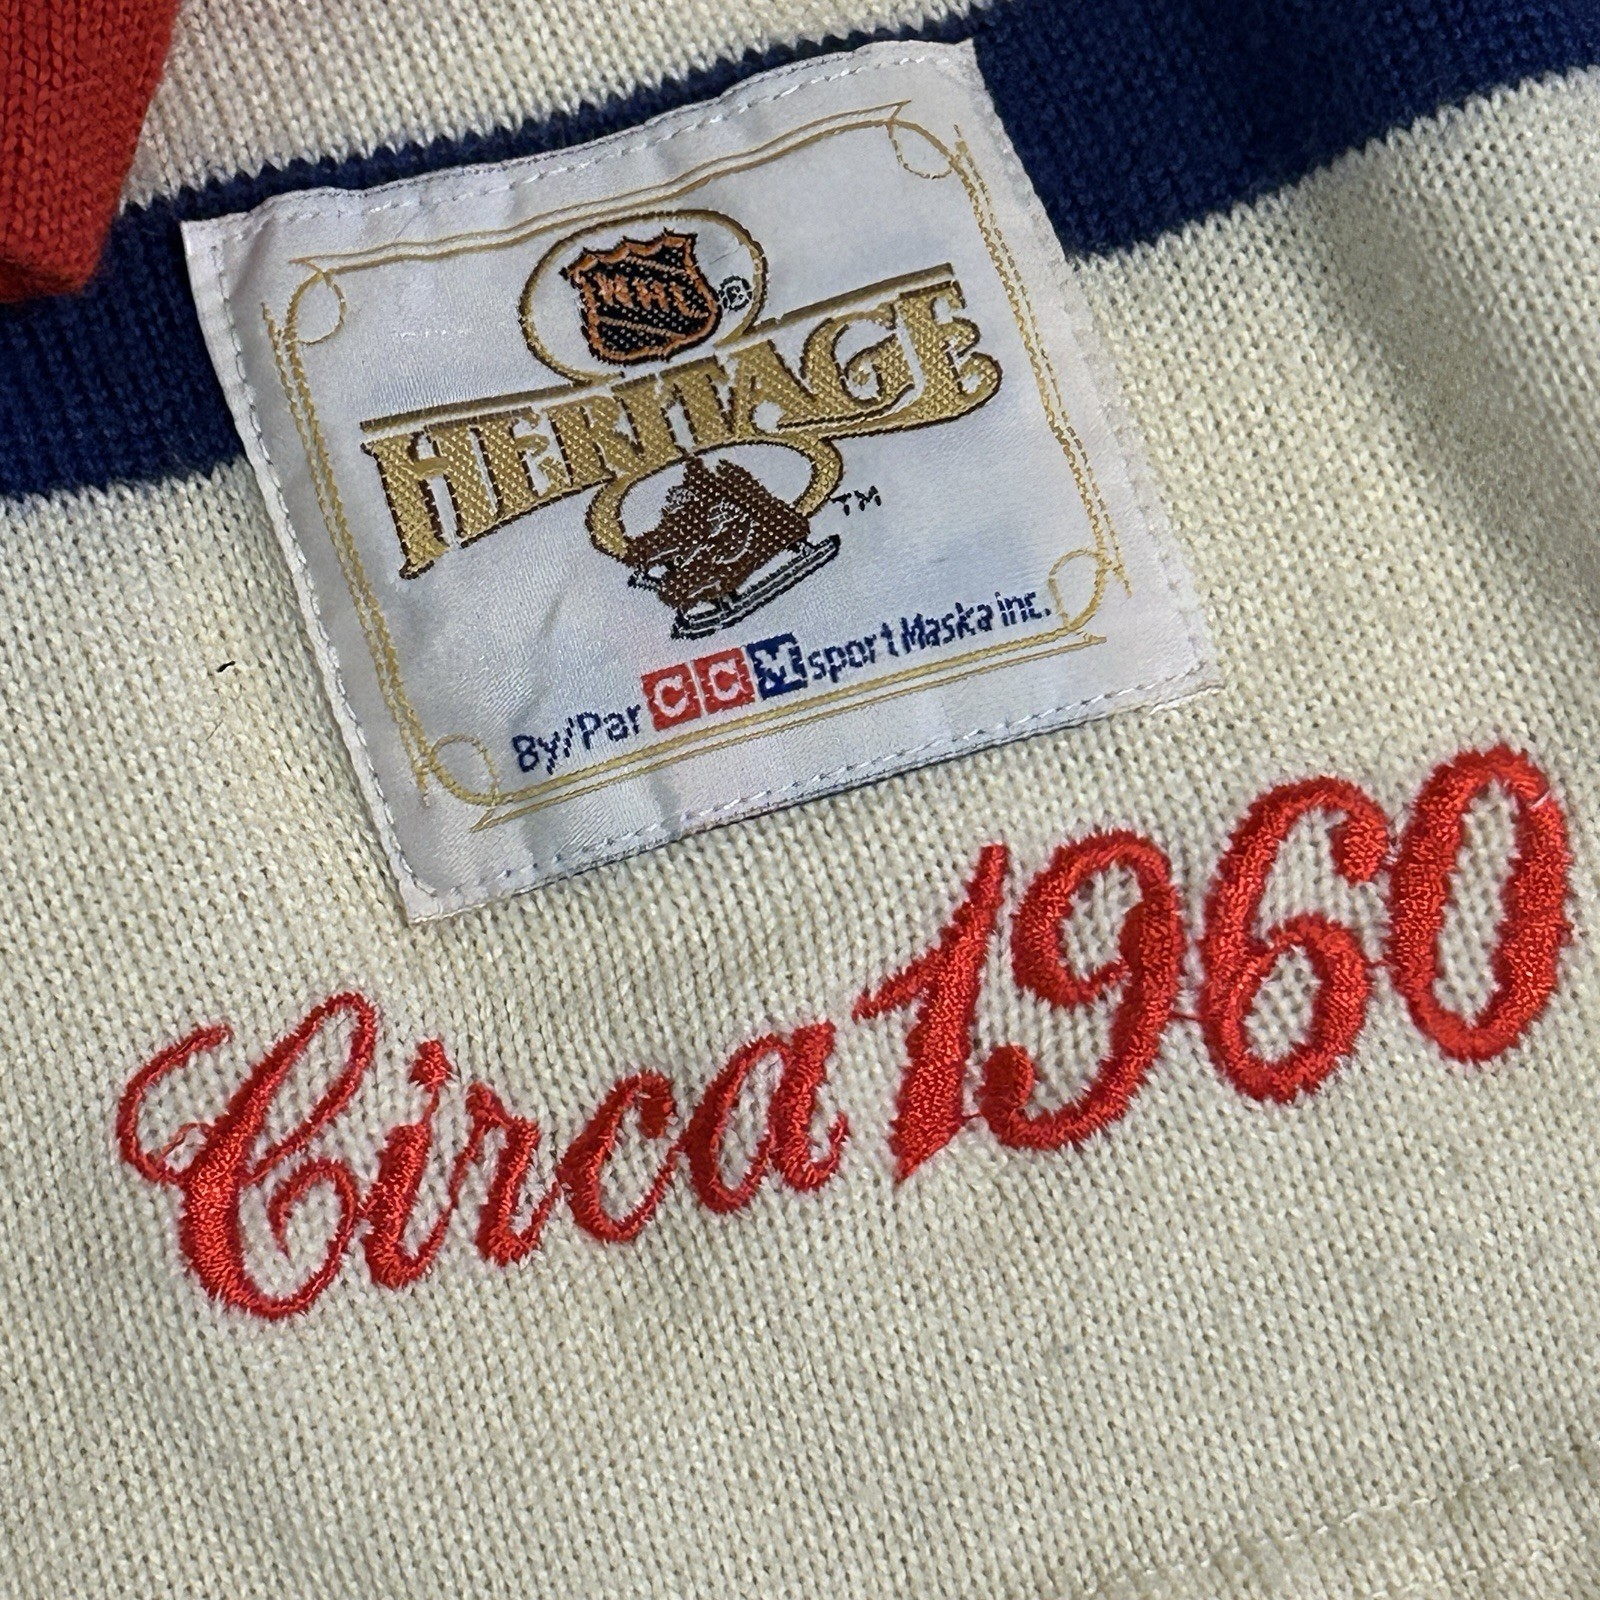 NHL ®
HERITAGE
TM
By/Par CCM sport Maska inc.
Circa 1960